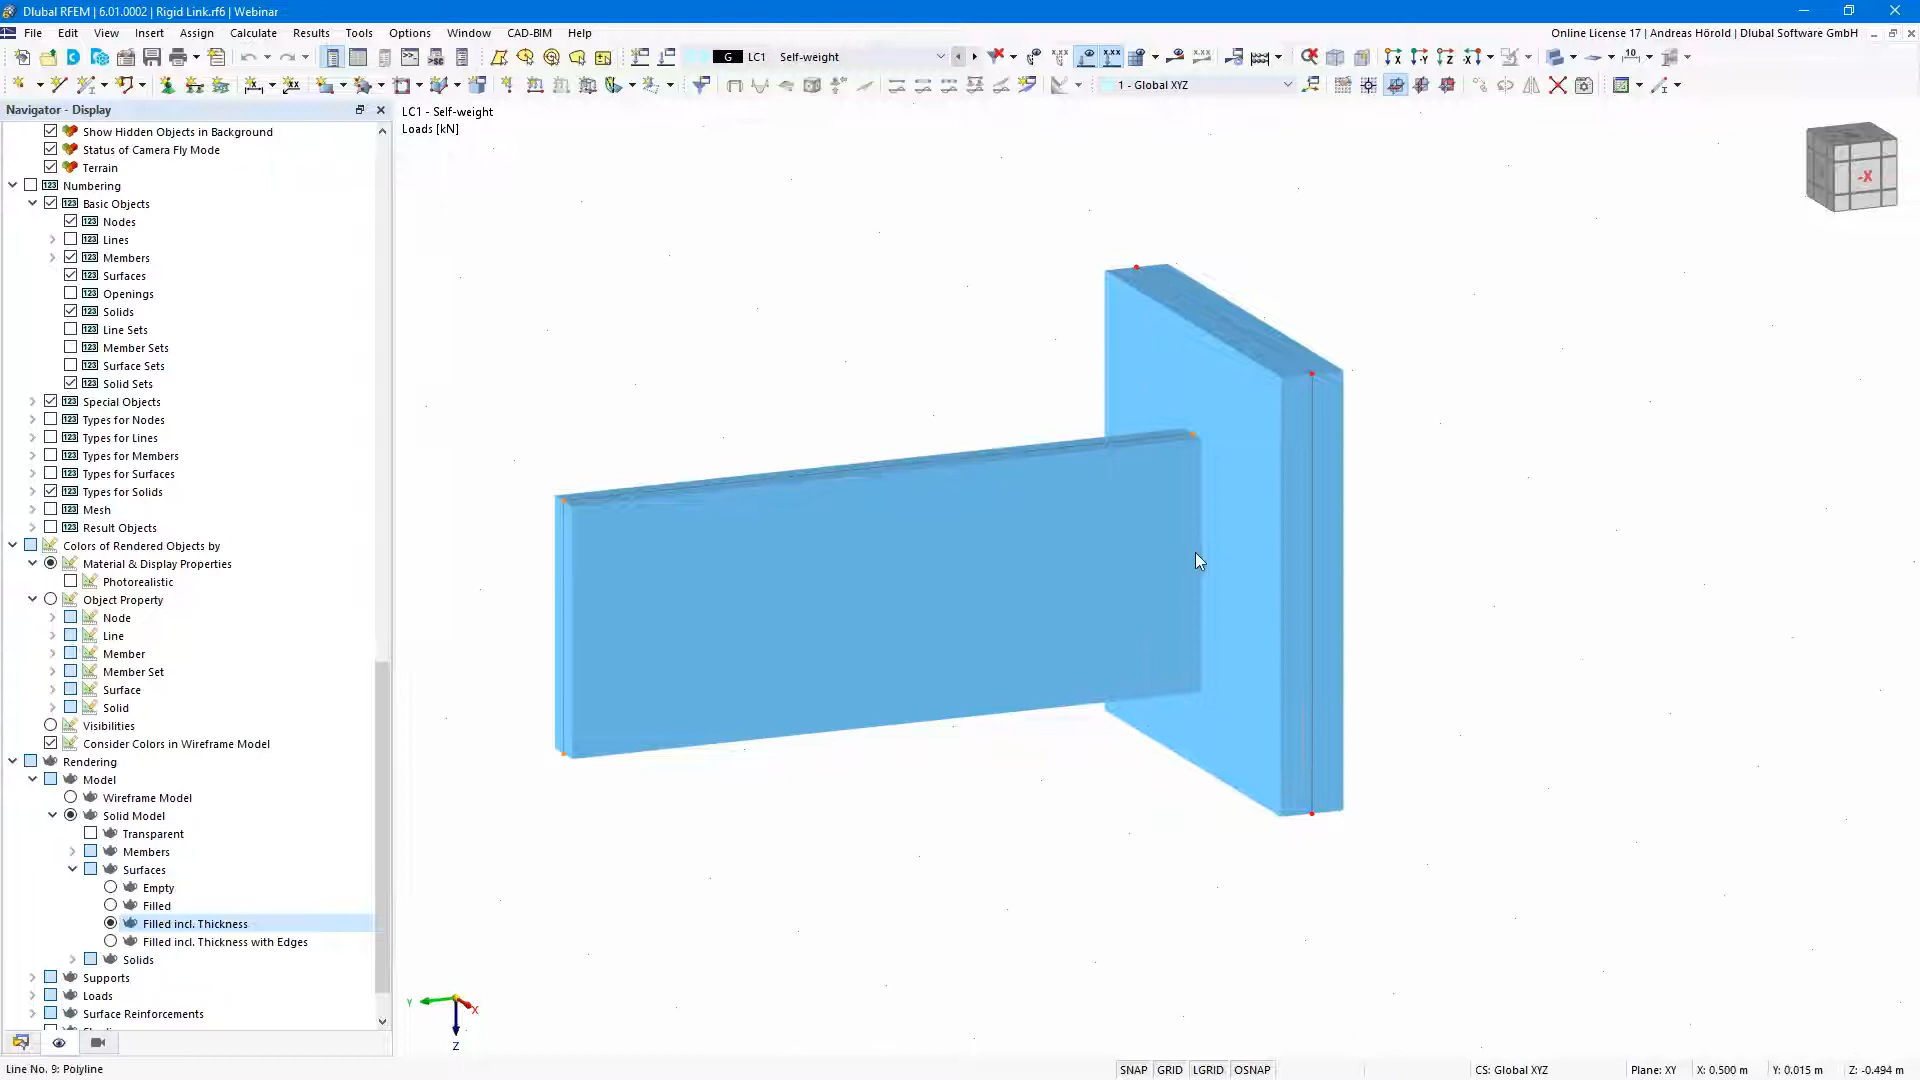 Dlubal RFEM | 6.01.0002 | Rigid Link.rf6 | Webinar
File Edit View Insert Assign Calculate Results Tools Options Window CAD-BIM Help
Online License 17 | Andreas Hörold | Dlubal Software GmbH
G LC1 Self-weight
1 - Global XYZ
Navigator - Display
LC1 - Self-weight
Loads [kN]
Show Hidden Objects in Background
Status of Camera Fly Mode
Terrain
Numbering
Basic Objects
Nodes
Lines
Members
Surfaces
Openings
Solids
Line Sets
Member Sets
Surface Sets
Solid Sets
Special Objects
Types for Nodes
Types for Lines
Types for Members
Types for Surfaces
Types for Solids
Mesh
Result Objects
Colors of Rendered Objects by
Material & Display Properties
Photorealistic
Object Property
Node
Line
Member
Member Set
Surface
Solid
Visibilities
Consider Colors in Wireframe Model
Rendering
Model
Wireframe Model
Solid Model
Transparent
Members
Surfaces
Empty
Filled
Filled incl. Thickness
Filled incl. Thickness with Edges
Solids
Supports
Loads
Surface Reinforcements
-X
Y
X
Z
Line No. 9: Polyline
SNAP GRID LGRID OSNAP
CS: Global XYZ
Plane: XY
X: 0.500 m
Y: 0.015 m
Z: -0.494 m